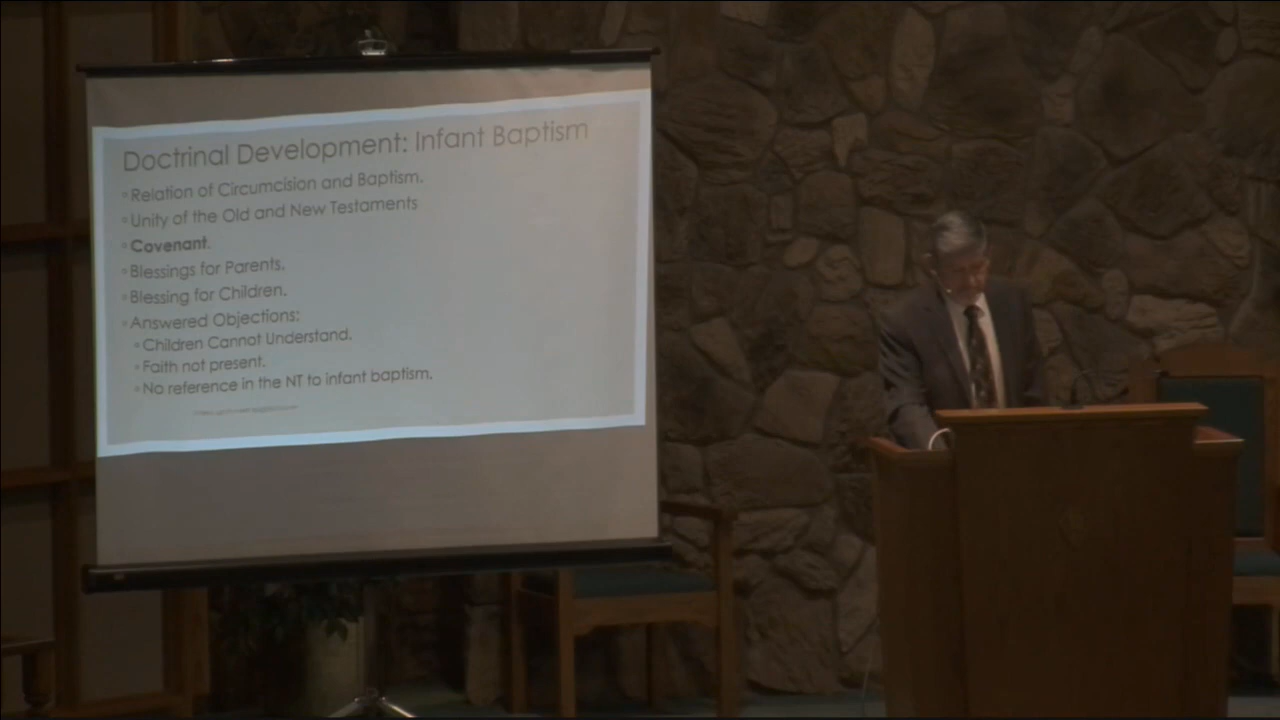 Doctrinal Development: Infant Baptism
▫Relation of Circumcision and Baptism.
▫Unity of the Old and New Testaments
▫Covenant.
▫Blessings for Parents.
▫Blessing for Children.
▫Answered Objections:
▫Children Cannot Understand.
▫Faith not present.
▫No reference in the NT to infant baptism.